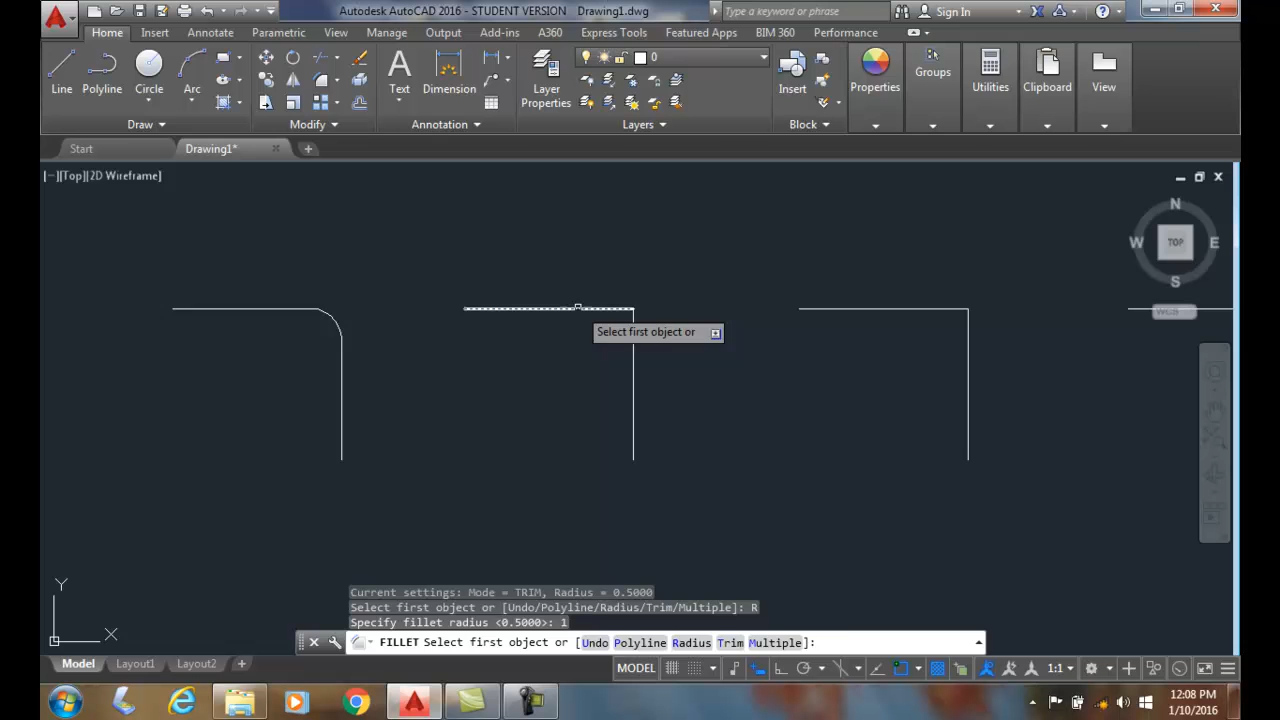 Autodesk AutoCAD 2016 - STUDENT VERSION Drawing1.dwg
Type a keyword or phrase
Sign In
Home Insert Annotate Parametric View Manage Output Add-ins A360 Express Tools Featured Apps BIM 360 Performance
0
Line Polyline Circle Arc
Text Dimension
Layer Properties
Insert
Properties
Groups
Utilities
Clipboard
View
Draw Modify Annotation Layers Block
Start Drawing1*
[−][Top][2D Wireframe]
N
W TOP E
S
WCS
Select first object or
Y
X
Current settings: Mode = TRIM, Radius = 0.5000
Select first object or [Undo/Polyline/Radius/Trim/Multiple]: R
Specify fillet radius <0.5000>: 1
FILLET Select first object or [Undo Polyline Radius Trim Multiple]:
Model Layout1 Layout2
MODEL 1:1
12:08 PM
1/10/2016